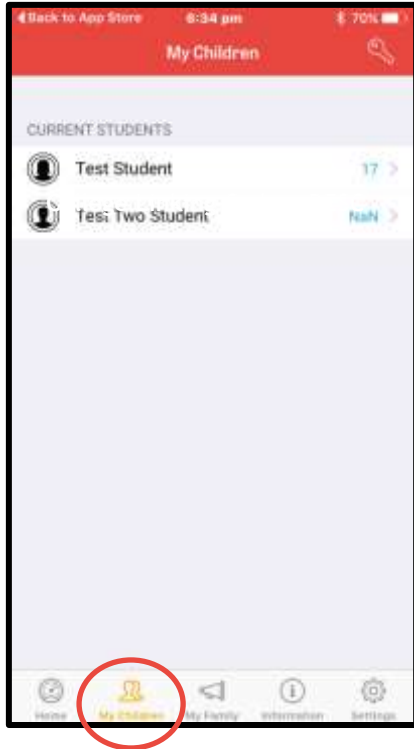 Back to App Store 6:34 pm 70%
My Children
CURRENT STUDENTS
Test Student 17
Test Two Student NaN
Home My Children My Family Information Settings